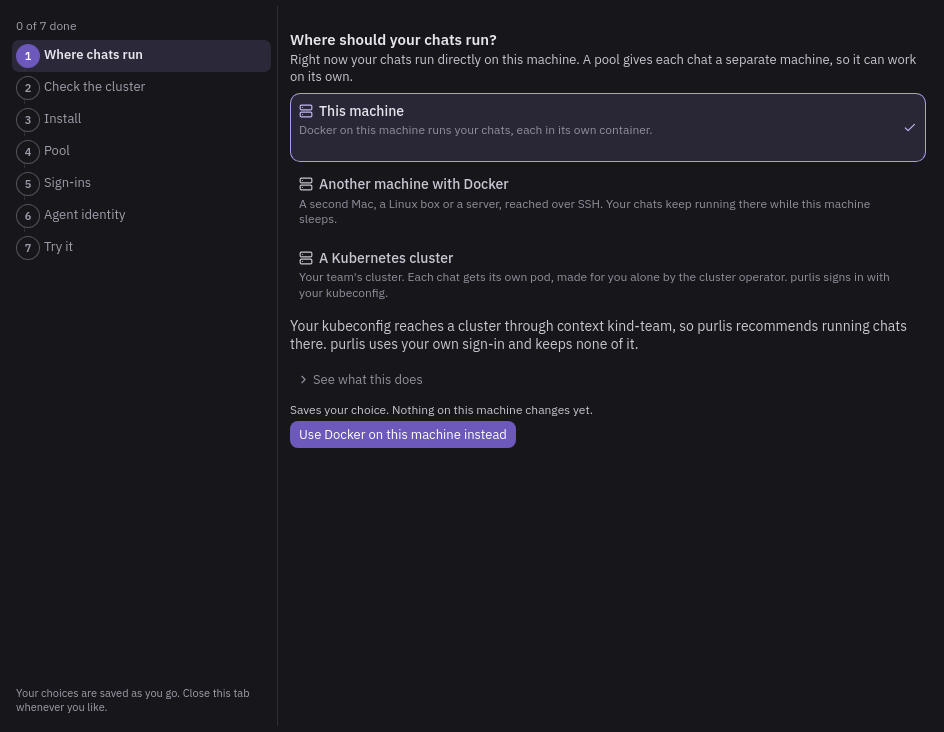 0 of 7 done
1 Where chats run
2 Check the cluster
3 Install
4 Pool
5 Sign-ins
6 Agent identity
7 Try it
Your choices are saved as you go. Close this tab
whenever you like.
Where should your chats run?
Right now your chats run directly on this machine. A pool gives each chat a separate machine, so it can work
on its own.
This machine
Docker on this machine runs your chats, each in its own container.
Another machine with Docker
A second Mac, a Linux box or a server, reached over SSH. Your chats keep running there while this machine
sleeps.
A Kubernetes cluster
Your team's cluster. Each chat gets its own pod, made for you alone by the cluster operator. purlis signs in with
your kubeconfig.
Your kubeconfig reaches a cluster through context kind-team, so purlis recommends running chats
there. purlis uses your own sign-in and keeps none of it.
See what this does
Saves your choice. Nothing on this machine changes yet.
Use Docker on this machine instead